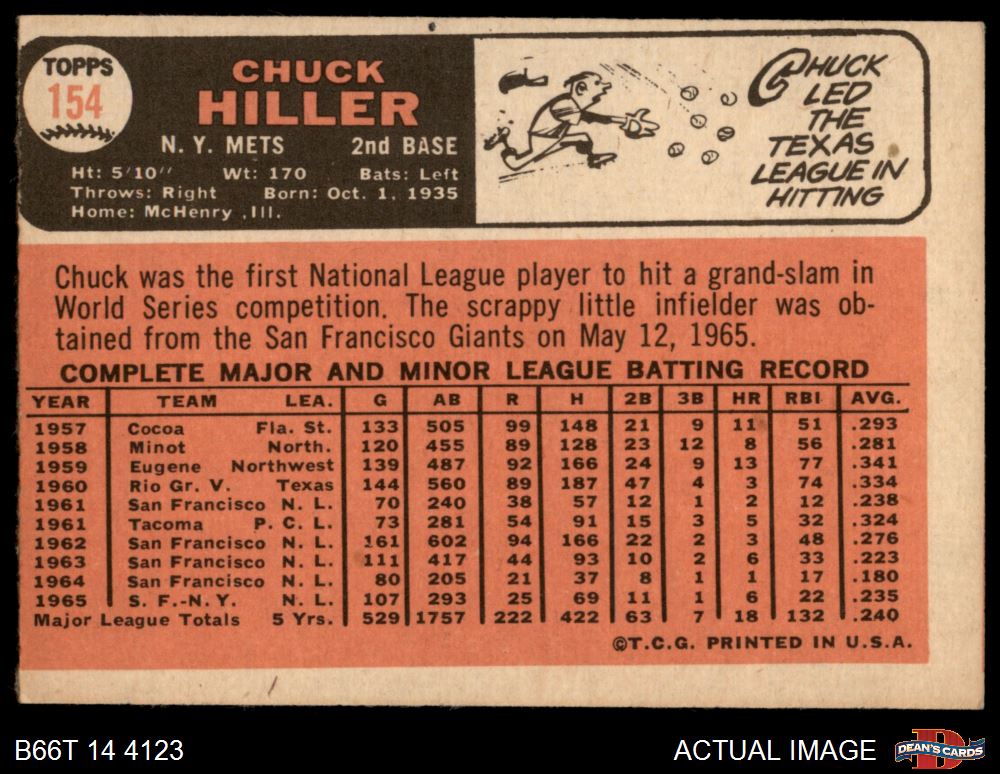 TOPPS
154
CHUCK
HILLER
N. Y. METS 2nd BASE
Ht: 5'10" Wt: 170 Bats: Left
Throws: Right Born: Oct. 1, 1935
Home: McHenry ,Ill.
CHUCK
LED
THE
TEXAS
LEAGUE IN
HITTING
Chuck was the first National League player to hit a grand-slam in
World Series competition. The scrappy little infielder was ob-
tained from the San Francisco Giants on May 12, 1965.
COMPLETE MAJOR AND MINOR LEAGUE BATTING RECORD
YEAR TEAM LEA. G AB R H 2B 3B HR RBI AVG.
1957 Cocoa Fla. St. 133 505 99 148 21 9 11 51 .293
1958 Minot North. 120 455 89 128 23 12 8 56 .281
1959 Eugene Northwest 139 487 92 166 24 9 13 77 .341
1960 Rio Gr. V. Texas 144 560 89 187 47 4 3 74 .334
1961 San Francisco N. L. 70 240 38 57 12 1 2 12 .238
1961 Tacoma P. C. L. 73 281 54 91 15 3 5 32 .324
1962 San Francisco N. L. 161 602 94 166 22 2 3 48 .276
1963 San Francisco N. L. 111 417 44 93 10 2 6 33 .223
1964 San Francisco N. L. 80 205 21 37 8 1 1 17 .180
1965 S. F.-N. Y. N. L. 107 293 25 69 11 1 6 22 .235
Major League Totals 5 Yrs. 529 1757 222 422 63 7 18 132 .240
©T.C.G. PRINTED IN U.S.A.
B66T 14 4123 ACTUAL IMAGE DEAN'S CARDS